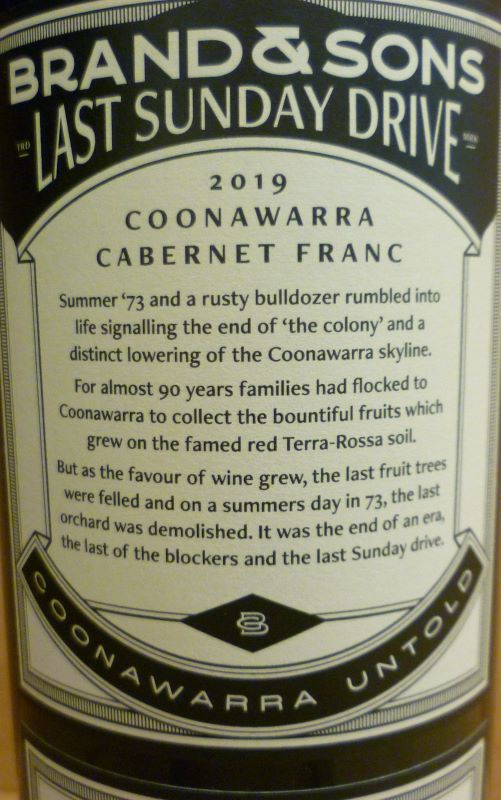 BRAND & SONS
LAST SUNDAY DRIVE
2019
COONAWARRA
CABERNET FRANC
Summer ‘73 and a rusty bulldozer rumbled into
life signalling the end of ‘the colony’ and a
distinct lowering of the Coonawarra skyline.
For almost 90 years families had flocked to
Coonawarra to collect the bountiful fruits which
grew on the famed red Terra-Rossa soil.
But as the favour of wine grew, the last fruit trees
were felled and on a summers day in 73, the last
orchard was demolished. It was the end of an era,
the last of the blockers and the last Sunday drive.
COONAWARRA UNTOLD